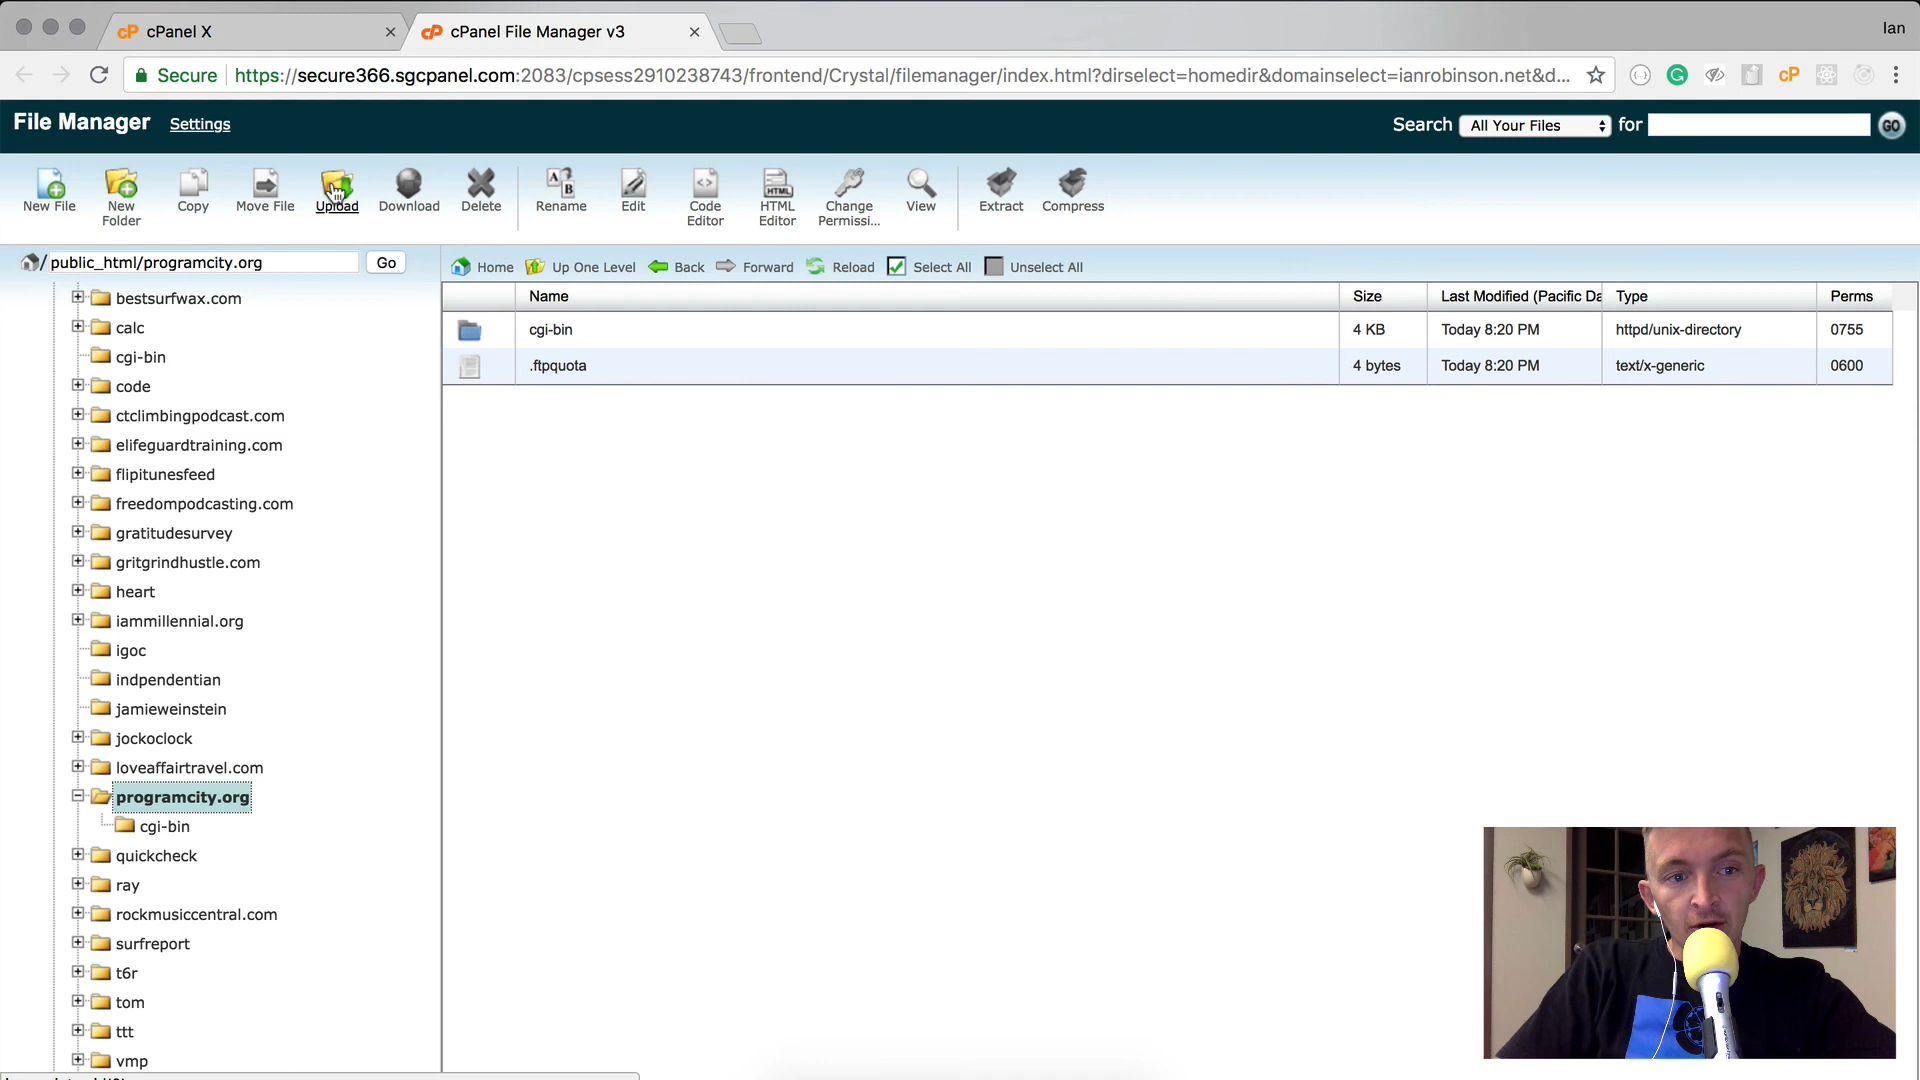 cPanel X
cPanel File Manager v3
Ian
Secure
https://secure366.sgcpanel.com:2083/cpsess2910238743/frontend/Crystal/filemanager/index.html?dirselect=homedir&domainselect=ianrobinson.net&d...
File Manager
Settings
Search
All Your Files
for
GO
New File
New
Folder
Copy
Move File
Upload
Download
Delete
Rename
Edit
Code
Editor
HTML
Editor
Change
Permissi...
View
Extract
Compress
/
public_html/programcity.org
Go
Home
Up One Level
Back
Forward
Reload
Select All
Unselect All
Name
Size
Last Modified (Pacific Da
Type
Perms
cgi-bin
4 KB
Today 8:20 PM
httpd/unix-directory
0755
.ftpquota
4 bytes
Today 8:20 PM
text/x-generic
0600
bestsurfwax.com
calc
cgi-bin
code
ctclimbingpodcast.com
elifeguardtraining.com
flipitunesfeed
freedompodcasting.com
gratitudesurvey
gritgrindhustle.com
heart
iammillennial.org
igoc
indpendentian
jamieweinstein
jockoclock
loveaffairtravel.com
programcity.org
cgi-bin
quickcheck
ray
rockmusiccentral.com
surfreport
t6r
tom
ttt
vmp